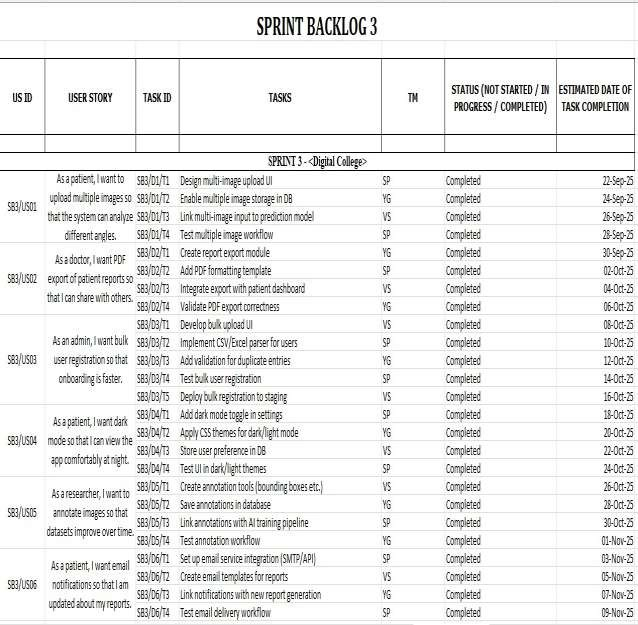 SPRINT BACKLOG 3
US ID USER STORY TASK ID TASKS TM STATUS (NOT STARTED / IN PROGRESS / COMPLETED) ESTIMATED DATE OF TASK COMPLETION
SPRINT 3 - <Digital College>
SB3/US01
As a patient, I want to
upload multiple images so
that the system can analyze
different angles.
SB3/D1/T1 Design multi-image upload UI SP Completed 22-Sep-25
SB3/D1/T2 Enable multiple image storage in DB YG Completed 24-Sep-25
SB3/D1/T3 Link multi-image input to prediction model VS Completed 26-Sep-25
SB3/D1/T4 Test multiple image workflow SP Completed 28-Sep-25
SB3/US02
As a doctor, I want PDF
export of patient reports so
that I can share with others.
SB3/D2/T1 Create report export module YG Completed 30-Sep-25
SB3/D2/T2 Add PDF formatting template SP Completed 02-Oct-25
SB3/D2/T3 Integrate export with patient dashboard VS Completed 04-Oct-25
SB3/D2/T4 Validate PDF export correctness YG Completed 06-Oct-25
SB3/US03
As an admin, I want bulk
user registration so that
onboarding is faster.
SB3/D3/T1 Develop bulk upload UI VS Completed 08-Oct-25
SB3/D3/T2 Implement CSV/Excel parser for users SP Completed 10-Oct-25
SB3/D3/T3 Add validation for duplicate entries YG Completed 12-Oct-25
SB3/D3/T4 Test bulk user registration SP Completed 14-Oct-25
SB3/D3/T5 Deploy bulk registration to staging VS Completed 16-Oct-25
SB3/US04
As a patient, I want dark
mode so that I can view the
app comfortably at night.
SB3/D4/T1 Add dark mode toggle in settings SP Completed 18-Oct-25
SB3/D4/T2 Apply CSS themes for dark/light mode YG Completed 20-Oct-25
SB3/D4/T3 Store user preference in DB VS Completed 22-Oct-25
SB3/D4/T4 Test UI in dark/light themes SP Completed 24-Oct-25
SB3/US05
As a researcher, I want to
annotate images so that
datasets improve over time.
SB3/D5/T1 Create annotation tools (bounding boxes etc.) VS Completed 26-Oct-25
SB3/D5/T2 Save annotations in database YG Completed 28-Oct-25
SB3/D5/T3 Link annotations with AI training pipeline SP Completed 30-Oct-25
SB3/D5/T4 Test annotation workflow YG Completed 01-Nov-25
SB3/US06
As a patient, I want email
notifications so that I am
updated about my reports.
SB3/D6/T1 Set up email service integration (SMTP/API) SP Completed 03-Nov-25
SB3/D6/T2 Create email templates for reports VS Completed 05-Nov-25
SB3/D6/T3 Link notifications with new report generation YG Completed 07-Nov-25
SB3/D6/T4 Test email delivery workflow SP Completed 09-Nov-25